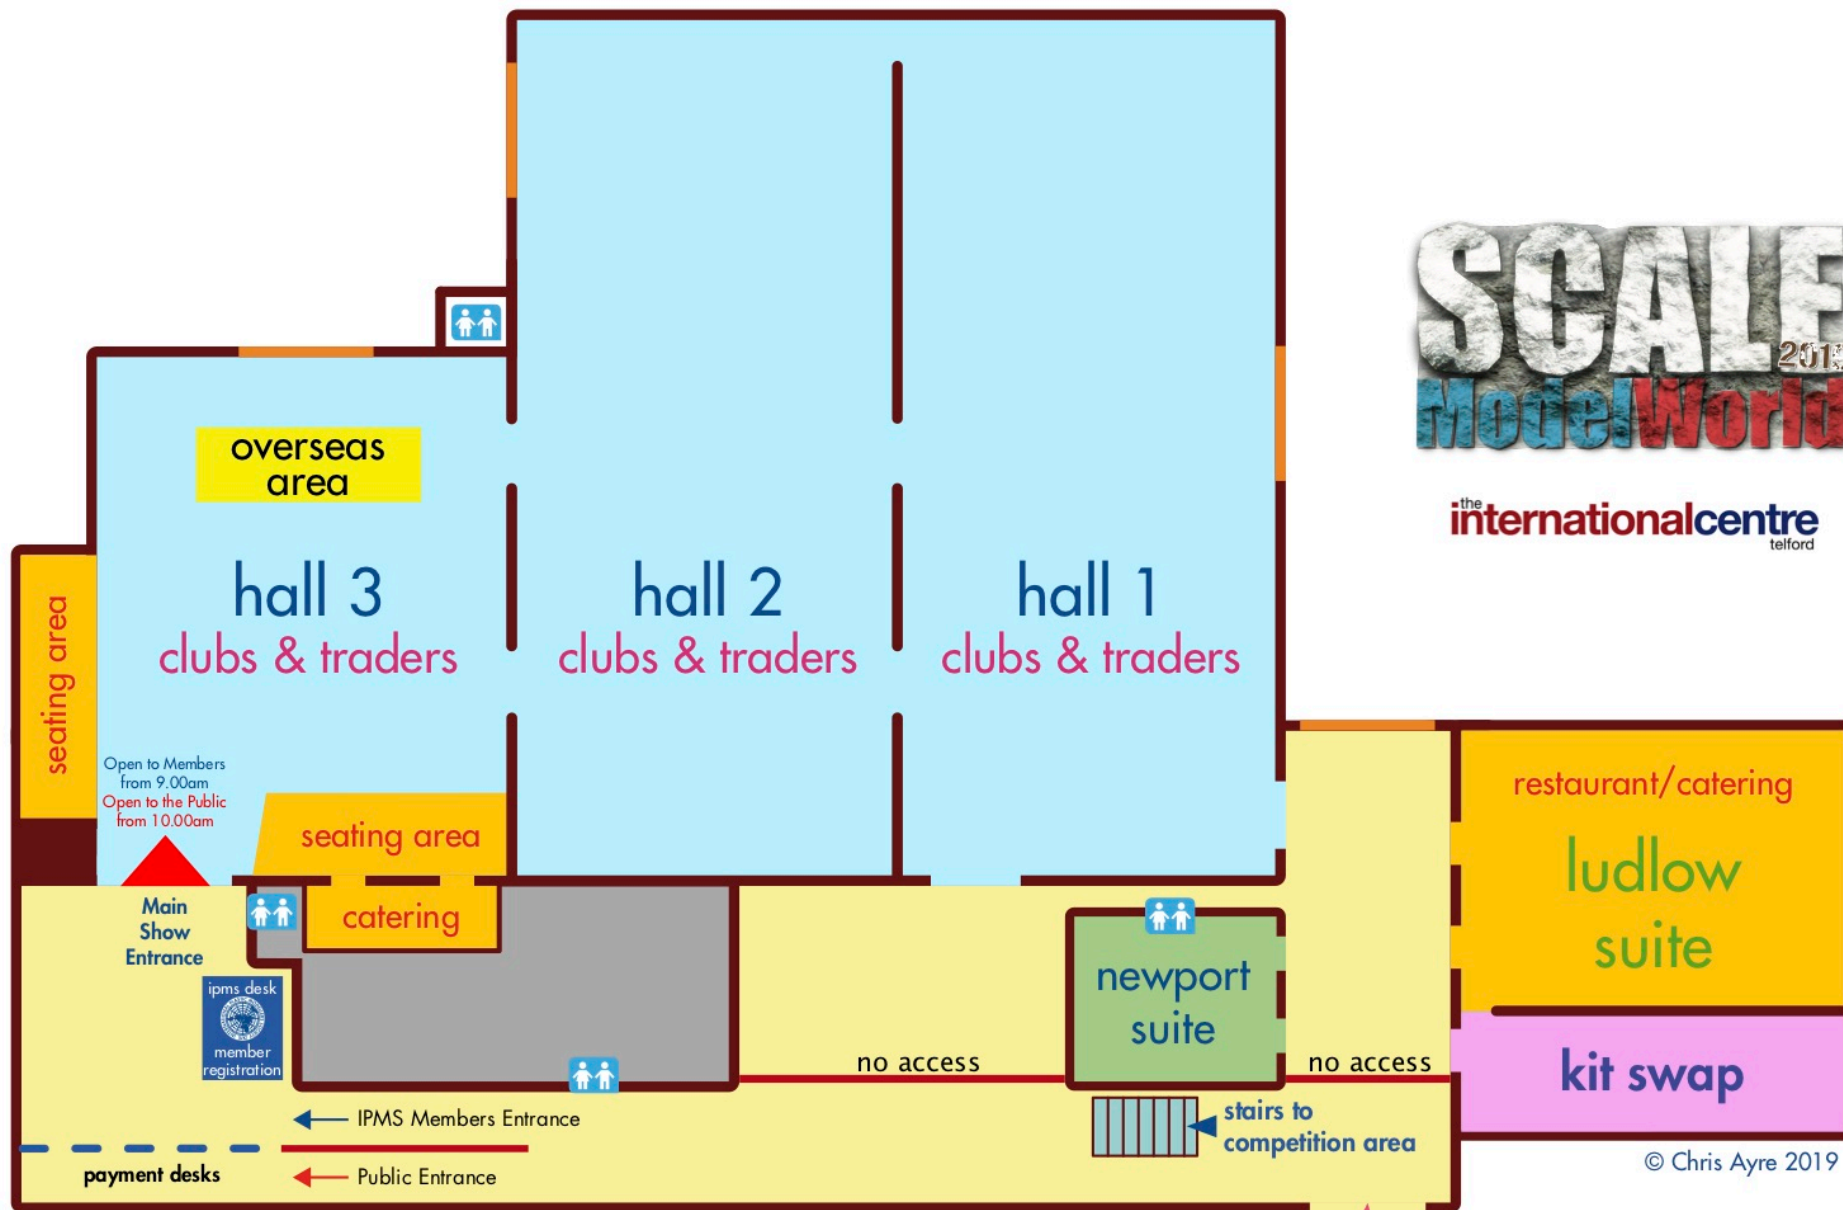 SCALE
ModelWorld
the
internationalcentre
telford
overseas
area
hall 3
clubs & traders
hall 2
clubs & traders
hall 1
clubs & traders
seating area
Open to Members
from 9.00am
Open to the Public
from 10.00am
seating area
catering
Main
Show
Entrance
ipms desk
member
registration
restaurant/catering
ludlow
suite
newport
suite
kit swap
no access
no access
IPMS Members Entrance
stairs to
competition area
payment desks
Public Entrance
© Chris Ayre 2019